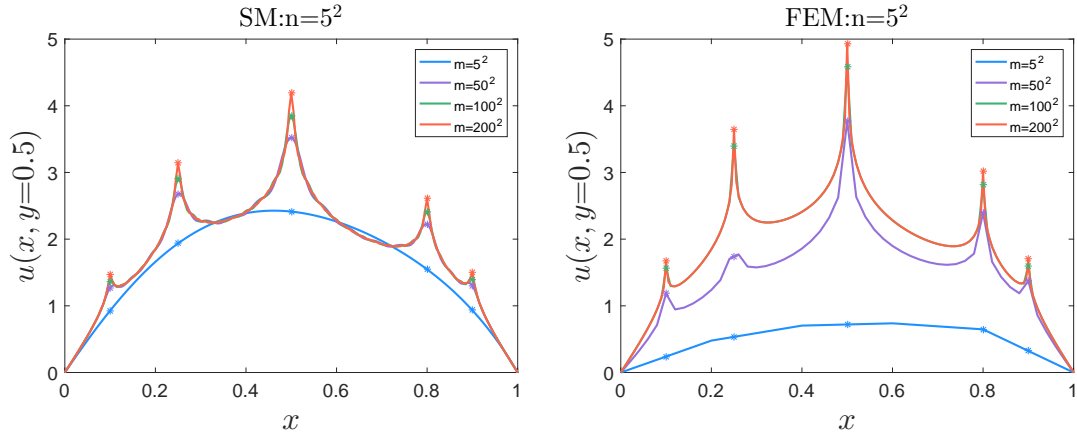 SM:n=5²
u(x, y=0.5)
5
4
3
2
1
0
m=5²
m=50²
m=100²
m=200²
0 0.2 0.4 0.6 0.8 1
x
FEM:n=5²
u(x, y=0.5)
5
4
3
2
1
0
m=5²
m=50²
m=100²
m=200²
0 0.2 0.4 0.6 0.8 1
x